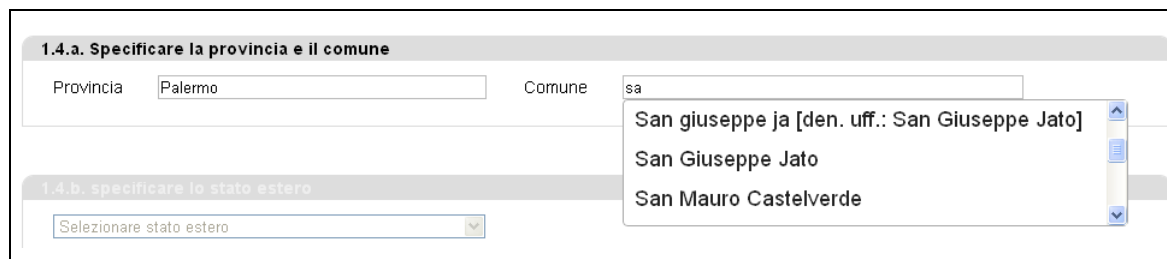 1.4.a. Specificare la provincia e il comune
Provincia Palermo Comune sa
San giuseppe ja [den. uff.: San Giuseppe Jato]
San Giuseppe Jato
San Mauro Castelverde
1.4.b. specificare lo stato estero
Selezionare stato estero